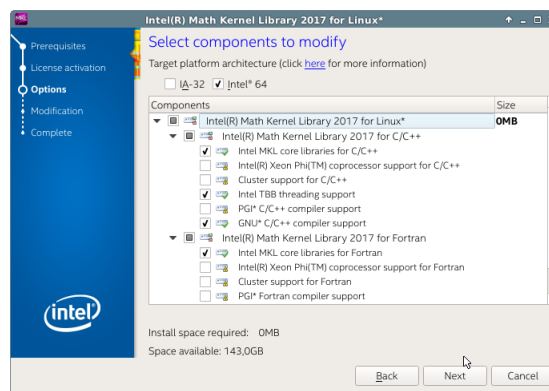 MKL
Intel(R) Math Kernel Library 2017 for Linux*
Prerequisites
License activation
Options
Modification
Complete
intel
Select components to modify
Target platform architecture (click here for more information)
IA-32 Intel® 64
Components Size
Intel(R) Math Kernel Library 2017 for Linux* 0MB
Intel(R) Math Kernel Library 2017 for C/C++
Intel MKL core libraries for C/C++
Intel(R) Xeon Phi(TM) coprocessor support for C/C++
Cluster support for C/C++
Intel TBB threading support
PGI* C/C++ compiler support
GNU* C/C++ compiler support
Intel(R) Math Kernel Library 2017 for Fortran
Intel MKL core libraries for Fortran
Intel(R) Xeon Phi(TM) coprocessor support for Fortran
Cluster support for Fortran
PGI* Fortran compiler support
Install space required: 0MB
Space available: 143,0GB
Back Next Cancel